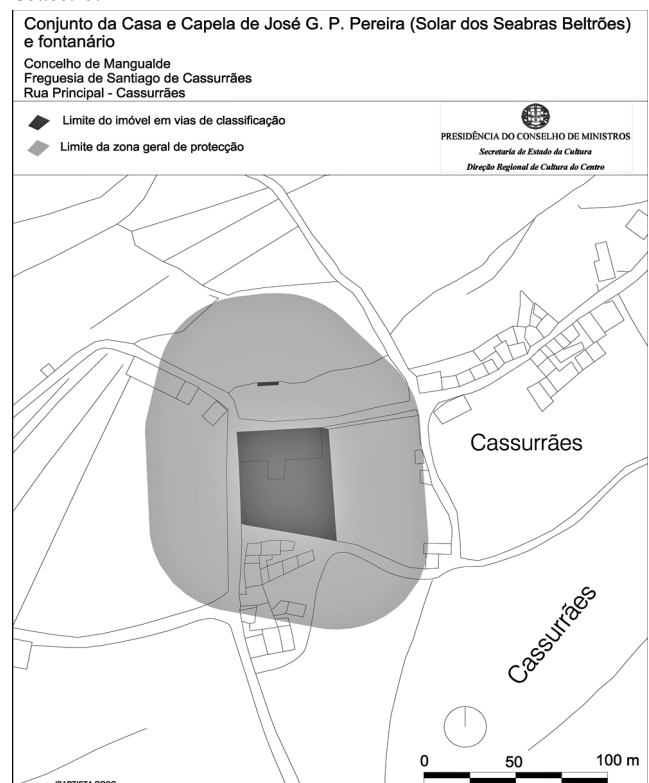 Conjunto da Casa e Capela de José G. P. Pereira (Solar dos Seabras Beltrões)
e fontanário
Concelho de Mangualde
Freguesia de Santiago de Cassurrães
Rua Principal - Cassurrães
Limite do imóvel em vias de classificação
Limite da zona geral de protecção
PRESIDÊNCIA DO CONSELHO DE MINISTROS
Secretaria de Estado da Cultura
Direção Regional de Cultura do Centro
Cassurrães
Cassurrães
0 50 100 m